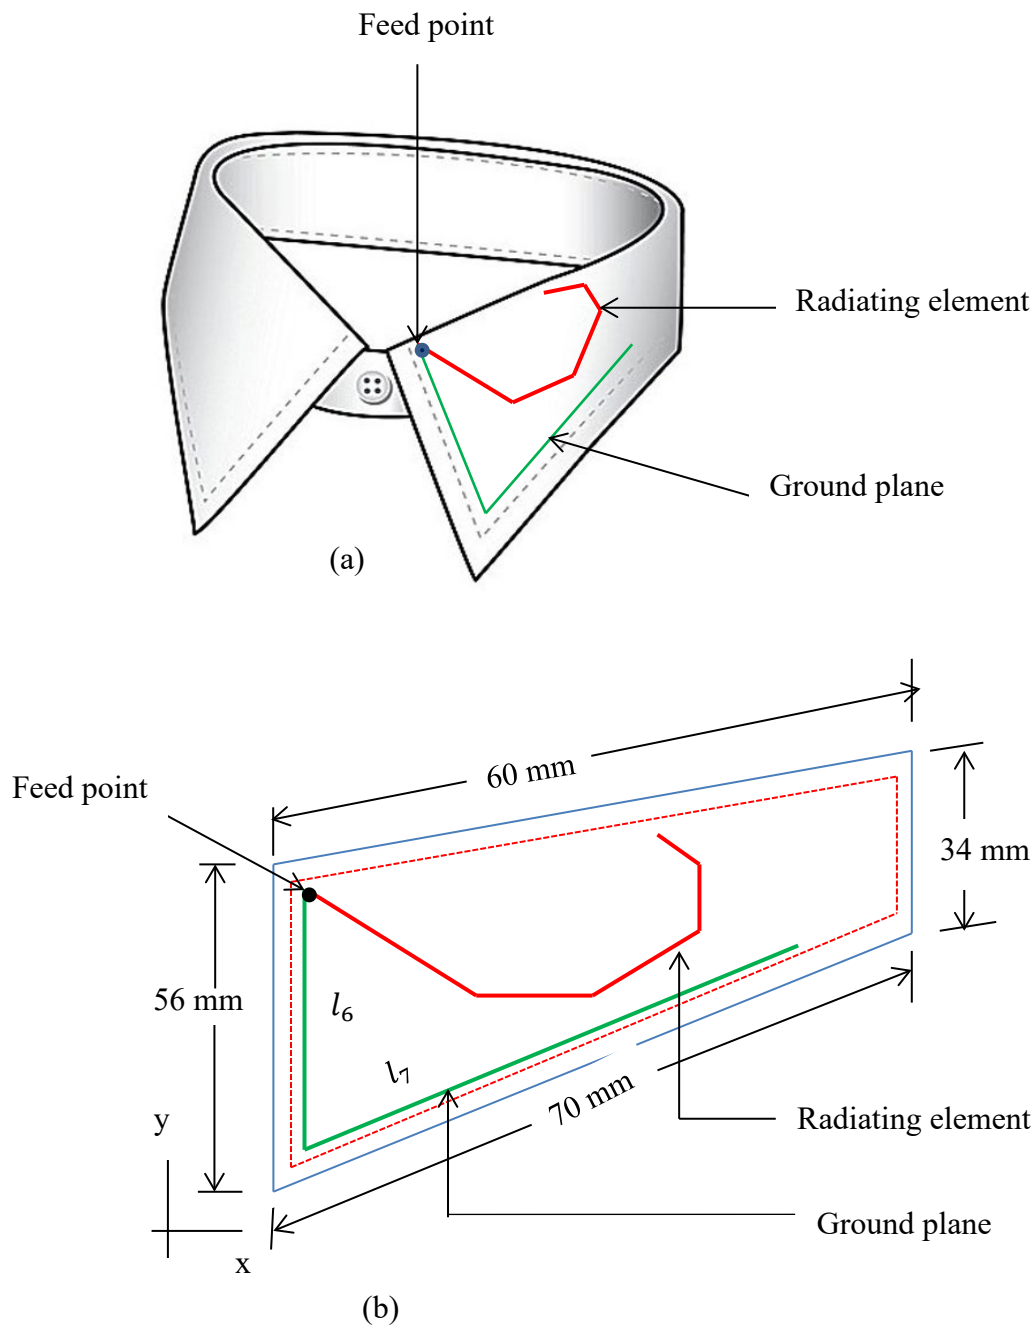 Feed point
Radiating element
Ground plane
(a)
60 mm
Feed point
34 mm
56 mm
l₆
l₇
70 mm
y
Radiating element
Ground plane
x
(b)